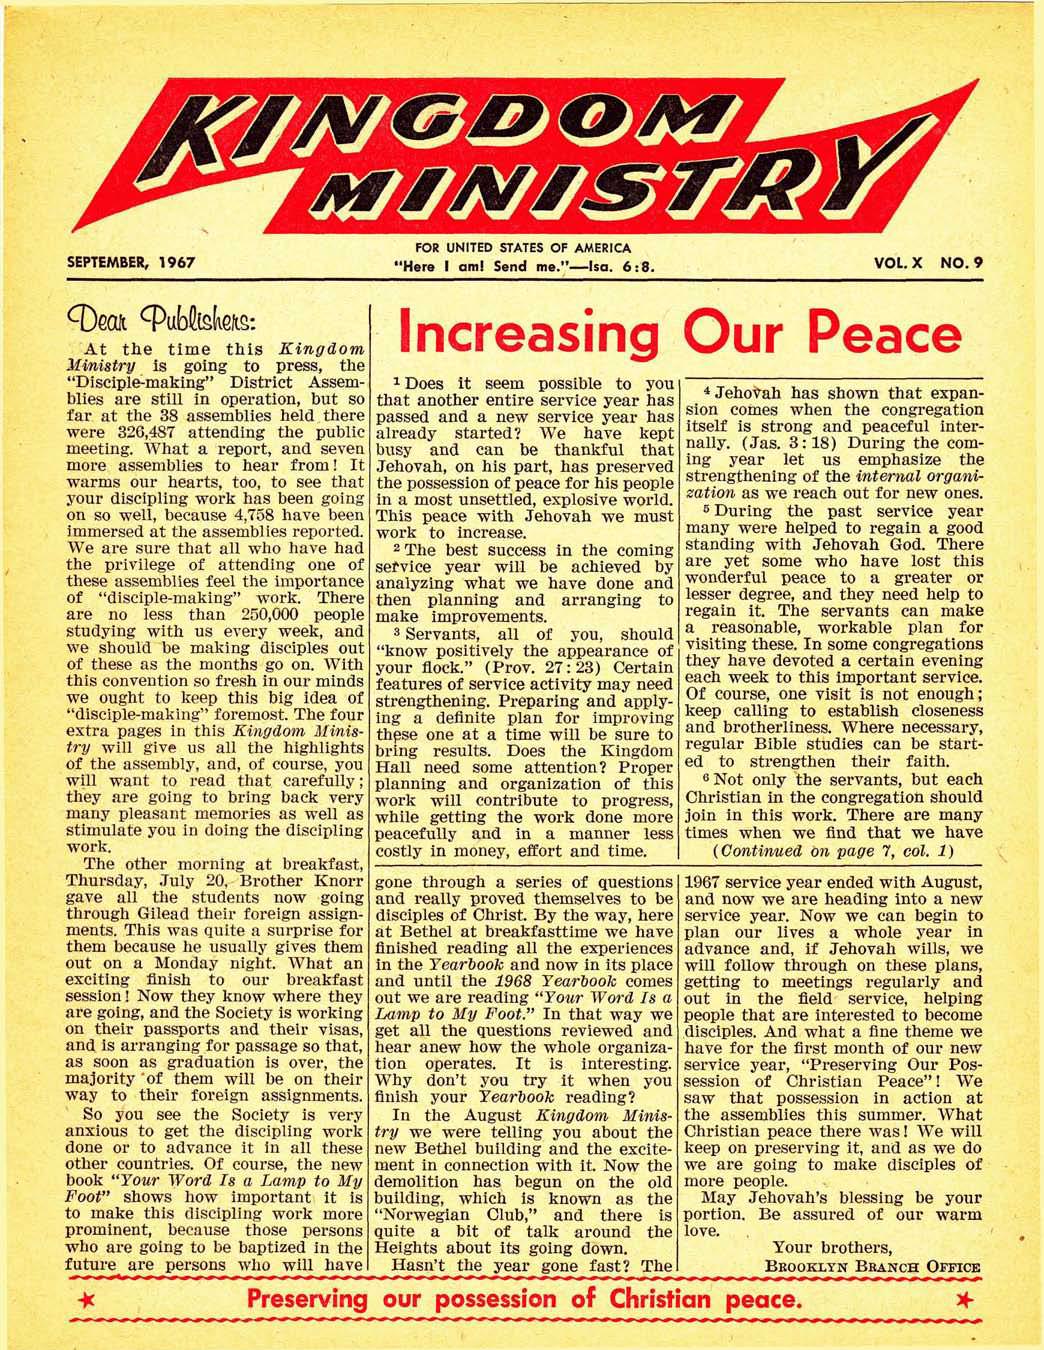 KINGDOM
MINISTRY
FOR UNITED STATES OF AMERICA
SEPTEMBER, 1967
"Here I am! Send me."—Isa. 6:8.
VOL. X NO. 9
Dear Publishers:
At the time this Kingdom
Ministry is going to press, the
"Disciple-making" District Assem-
blies are still in operation, but so
far at the 38 assemblies held there
were 326,487 attending the public
meeting. What a report, and seven
more assemblies to hear from! It
warms our hearts, too, to see that
your discipling work has been going
on so well, because 4,758 have been
immersed at the assemblies reported.
We are sure that all who have had
the privilege of attending one of
these assemblies feel the importance
of "disciple-making" work. There
are no less than 250,000 people
studying with us every week, and
we should be making disciples out
of these as the months go on. With
this convention so fresh in our minds
we ought to keep this big idea of
"disciple-making" foremost. The four
extra pages in this Kingdom Minis-
try will give us all the highlights
of the assembly, and, of course, you
will want to read that carefully;
they are going to bring back very
many pleasant memories as well as
stimulate you in doing the discipling
work.
The other morning at breakfast,
Thursday, July 20, Brother Knorr
gave all the students now going
through Gilead their foreign assign-
ments. This was quite a surprise for
them because he usually gives them
out on a Monday night. What an
exciting finish to our breakfast
session! Now they know where they
are going, and the Society is working
on their passports and their visas,
and is arranging for passage so that,
as soon as graduation is over, the
majority of them will be on their
way to their foreign assignments.
So you see the Society is very
anxious to get the discipling work
done or to advance it in all these
other countries. Of course, the new
book "Your Word Is a Lamp to My
Foot" shows how important it is
to make this discipling work more
prominent, because those persons
who are going to be baptized in the
future are persons who will have
gone through a series of questions
and really proved themselves to be
disciples of Christ. By the way, here
at Bethel at breakfasttime we have
finished reading all the experiences
in the Yearbook and now in its place
and until the 1968 Yearbook comes
out we are reading "Your Word Is a
Lamp to My Foot." In that way we
get all the questions reviewed and
hear anew how the whole organiza-
tion operates. It is interesting.
Why don't you try it when you
finish your Yearbook reading?
In the August Kingdom Minis-
try we were telling you about the
new Bethel building and the excite-
ment in connection with it. Now the
demolition has begun on the old
building, which is known as the
"Norwegian Club," and there is
quite a bit of talk around the
Heights about its going down.
Hasn't the year gone fast? The
1967 service year ended with August,
and now we are heading into a new
service year. Now we can begin to
plan our lives a whole year in
advance and, if Jehovah wills, we
will follow through on these plans,
getting to meetings regularly and
out in the field service, helping
people that are interested to become
disciples. And what a fine theme we
have for the first month of our new
service year, "Preserving Our Pos-
session of Christian Peace"! We
saw that possession in action at
the assemblies this summer. What
Christian peace there was! We will
keep on preserving it, and as we do
we are going to make disciples of
more people.
May Jehovah's blessing be your
portion. Be assured of our warm
love.
Your brothers,
BROOKLYN BRANCH OFFICE
Increasing Our Peace
1 Does it seem possible to you
that another entire service year has
passed and a new service year has
already started? We have kept
busy and can be thankful that
Jehovah, on his part, has preserved
the possession of peace for his people
in a most unsettled, explosive world.
This peace with Jehovah we must
work to increase.
2 The best success in the coming
service year will be achieved by
analyzing what we have done and
then planning and arranging to
make improvements.
3 Servants, all of you, should
"know positively the appearance of
your flock." (Prov. 27:23) Certain
features of service activity may need
strengthening. Preparing and apply-
ing a definite plan for improving
these one at a time will be sure to
bring results. Does the Kingdom
Hall need some attention? Proper
planning and organization of this
work will contribute to progress,
while getting the work done more
peacefully and in a manner less
costly in money, effort and time.
4 Jehovah has shown that expan-
sion comes when the congregation
itself is strong and peaceful inter-
nally. (Jas. 3:18) During the com-
ing year let us emphasize the
strengthening of the internal organi-
zation as we reach out for new ones.
5 During the past service year
many were helped to regain a good
standing with Jehovah God. There
are yet some who have lost this
wonderful peace to a greater or
lesser degree, and they need help to
regain it. The servants can make
a reasonable, workable plan for
visiting these. In some congregations
they have devoted a certain evening
each week to this important service.
Of course, one visit is not enough;
keep calling to establish closeness
and brotherliness. Where necessary,
regular Bible studies can be start-
ed to strengthen their faith.
6 Not only the servants, but each
Christian in the congregation should
join in this work. There are many
times when we find that we have
(Continued on page 7, col. 1)
Preserving our possession of Christian peace.